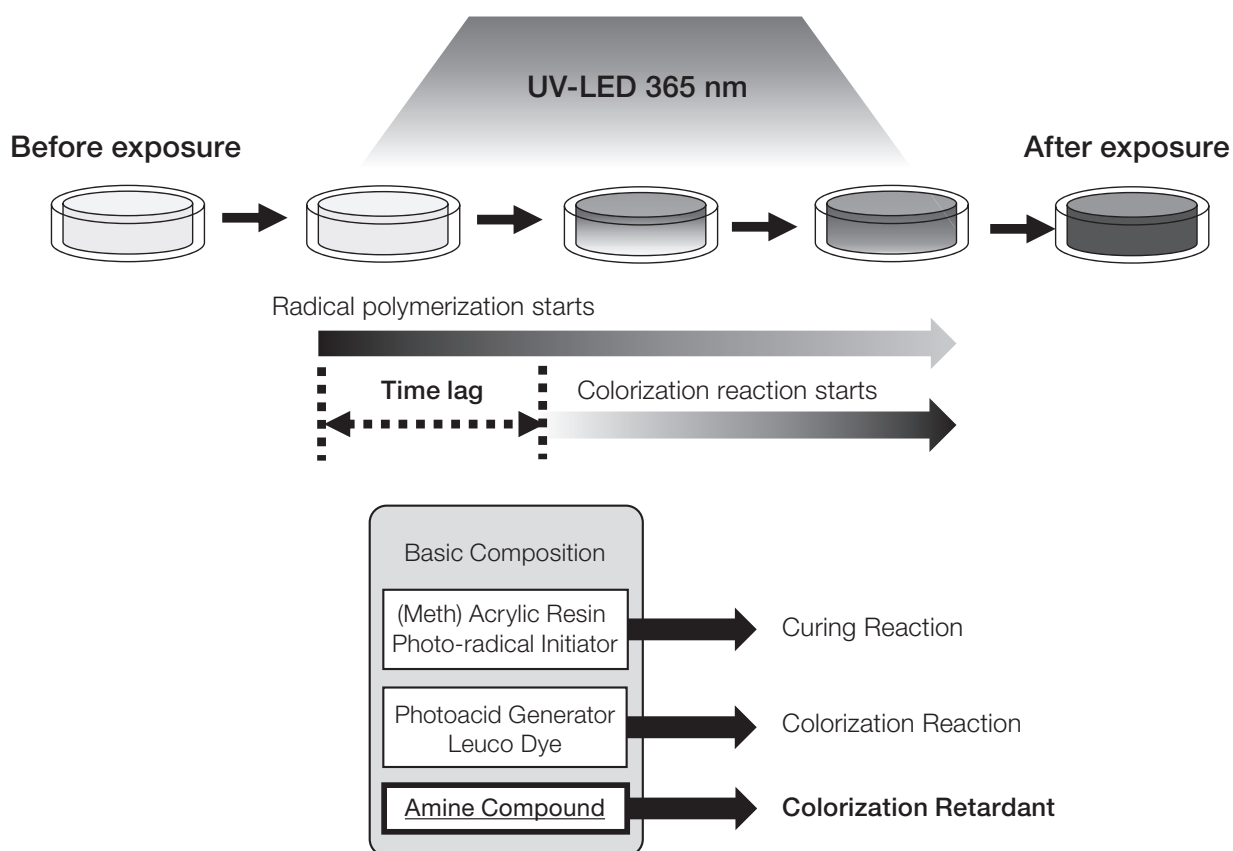 UV-LED 365 nm
Before exposure
After exposure
Radical polymerization starts
Time lag
Colorization reaction starts
Basic Composition
(Meth) Acrylic Resin
Photo-radical Initiator
Curing Reaction
Photoacid Generator
Leuco Dye
Colorization Reaction
Amine Compound
Colorization Retardant